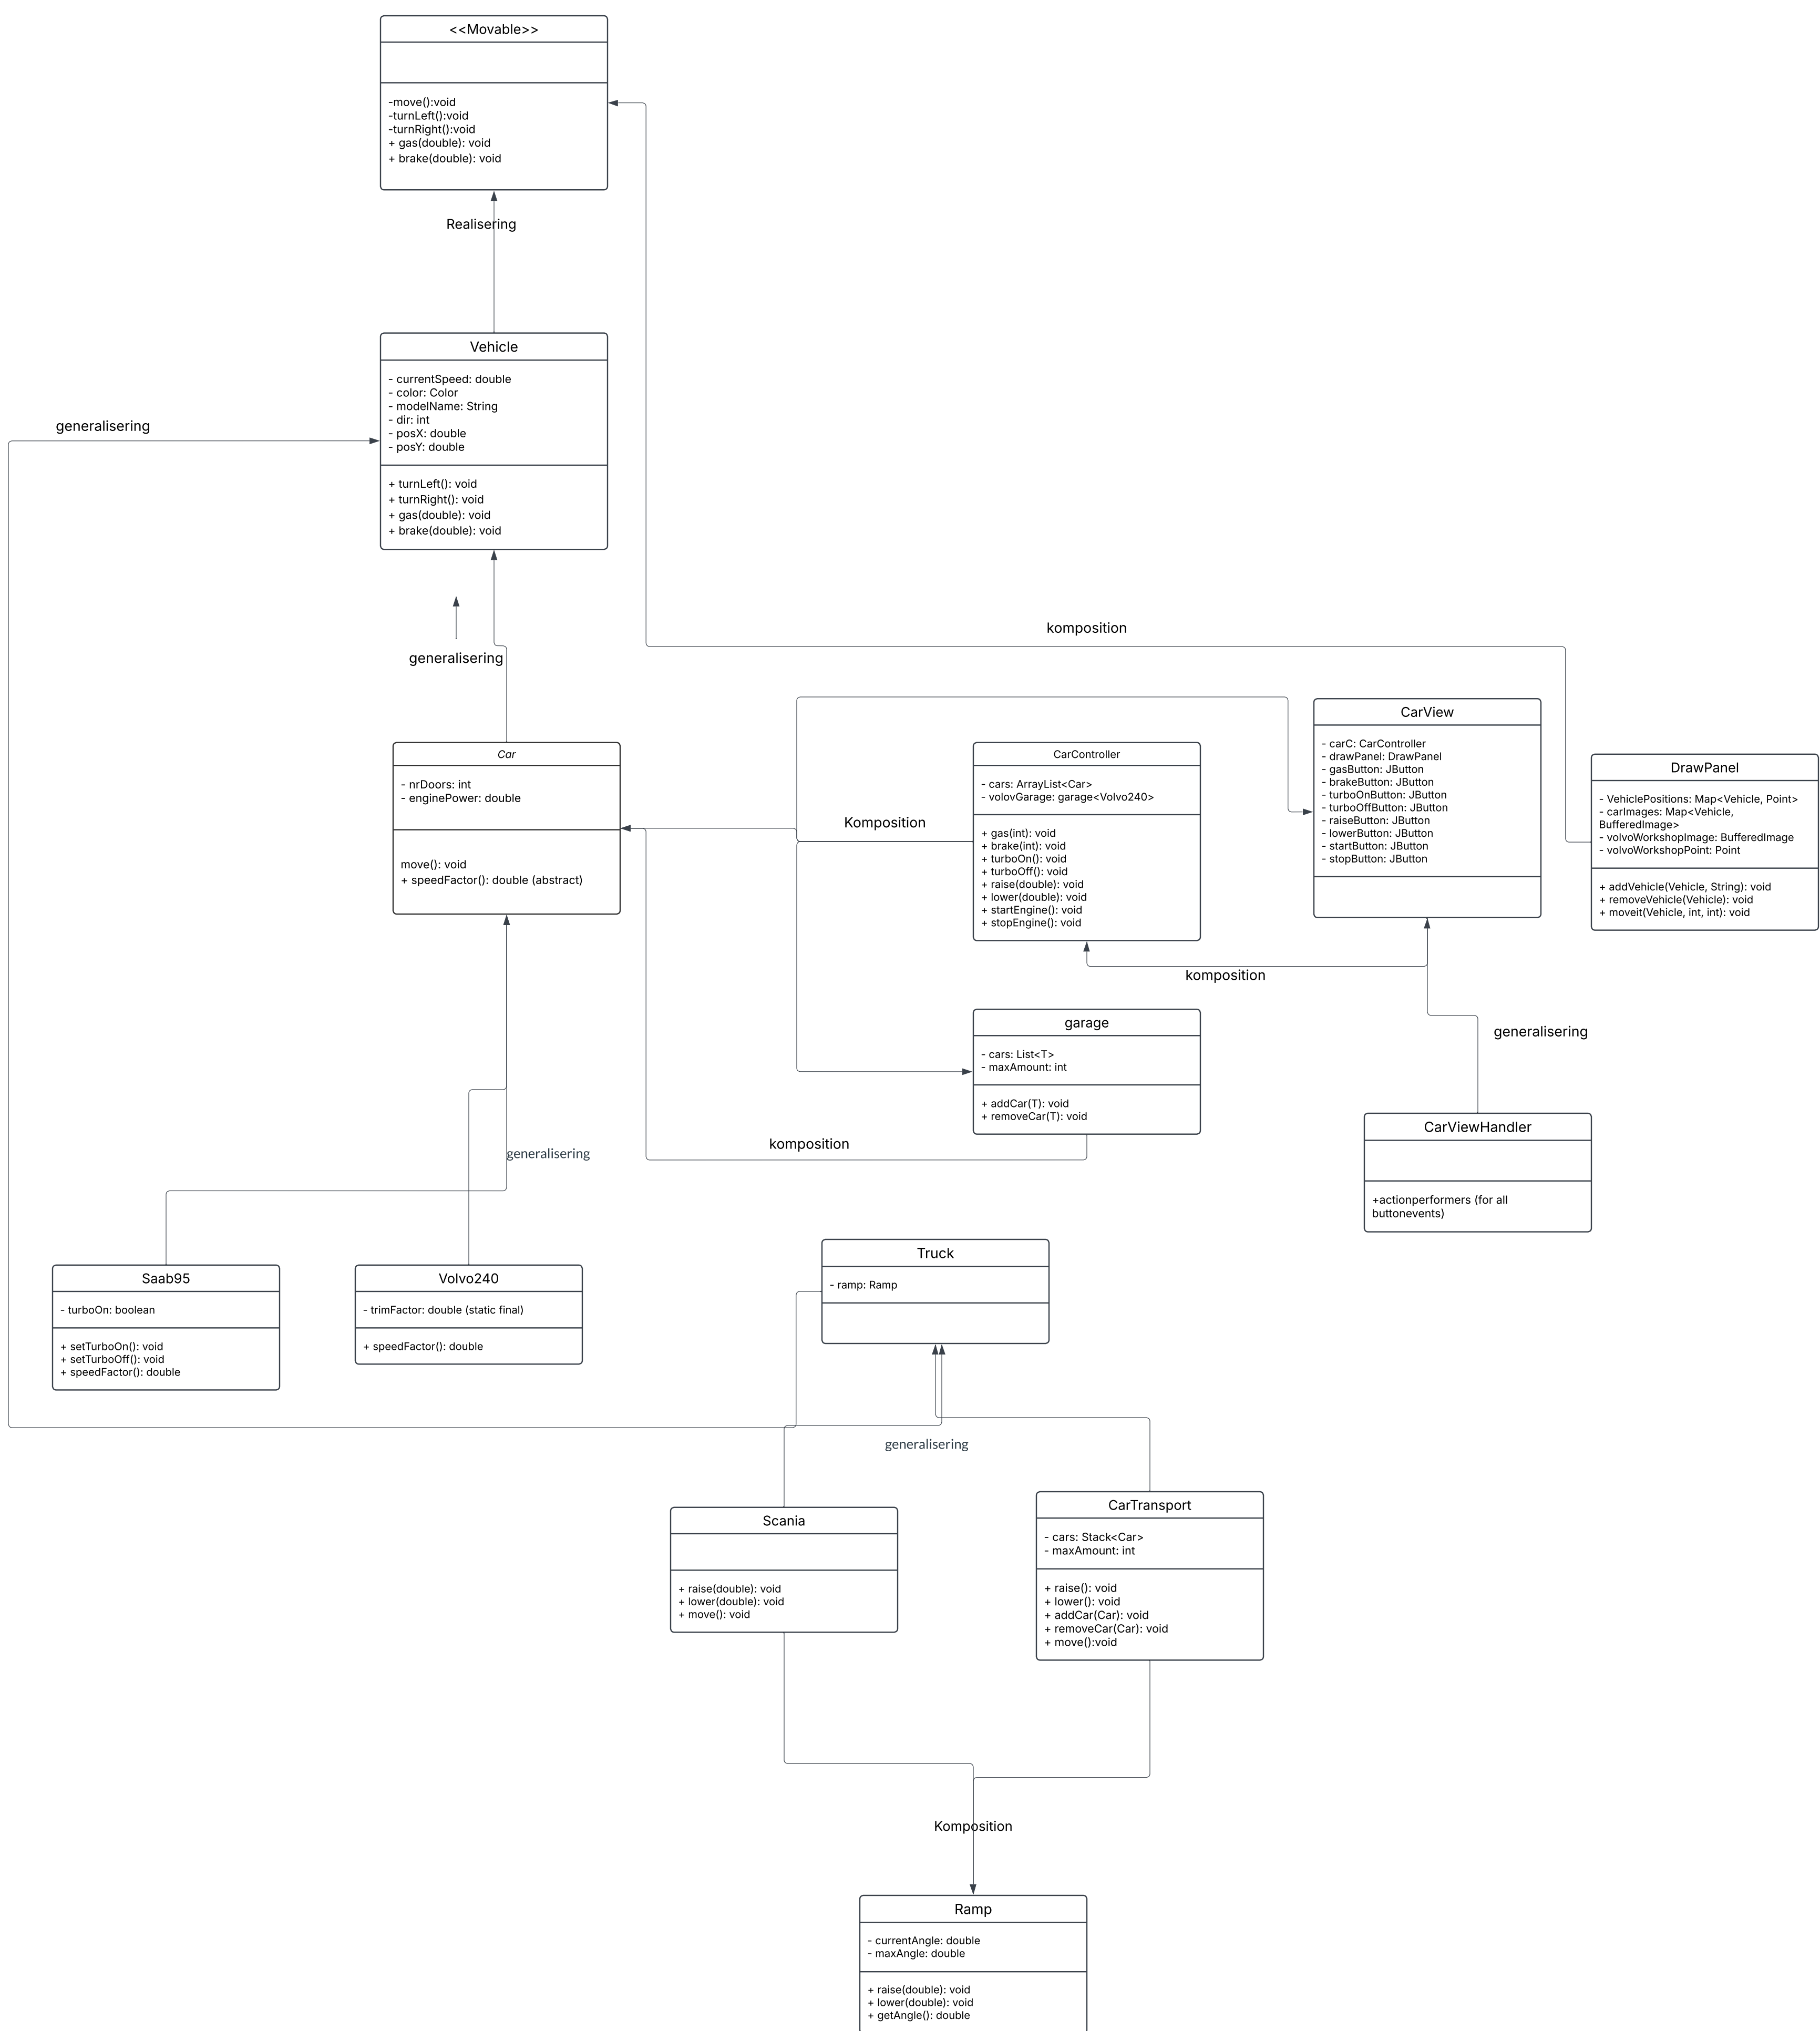 <<Movable>>
-move():void
-turnLeft():void
-turnRight():void
+ gas(double): void
+ brake(double): void
Realisering
Vehicle
- currentSpeed: double
- color: Color
- modelName: String
- dir: int
- posX: double
- posY: double
+ turnLeft(): void
+ turnRight(): void
+ gas(double): void
+ brake(double): void
generalisering
generalisering
komposition
Car
- nrDoors: int
- enginePower: double
move(): void
+ speedFactor(): double (abstract)
Komposition
CarController
- cars: ArrayList<Car>
- volovGarage: garage<Volvo240>
+ gas(int): void
+ brake(int): void
+ turboOn(): void
+ turboOff(): void
+ raise(double): void
+ lower(double): void
+ startEngine(): void
+ stopEngine(): void
CarView
- carC: CarController
- drawPanel: DrawPanel
- gasButton: JButton
- brakeButton: JButton
- turboOnButton: JButton
- turboOffButton: JButton
- raiseButton: JButton
- lowerButton: JButton
- startButton: JButton
- stopButton: JButton
DrawPanel
- VehiclePositions: Map<Vehicle, Point>
- carImages: Map<Vehicle,
BufferedImage>
- volvoWorkshopImage: BufferedImage
- volvoWorkshopPoint: Point
+ addVehicle(Vehicle, String): void
+ removeVehicle(Vehicle): void
+ moveit(Vehicle, int, int): void
komposition
garage
- cars: List<T>
- maxAmount: int
+ addCar(T): void
+ removeCar(T): void
generalisering
komposition
generalisering
CarViewHandler
+actionperformers (for all
buttonevents)
Saab95
- turboOn: boolean
+ setTurboOn(): void
+ setTurboOff(): void
+ speedFactor(): double
Volvo240
- trimFactor: double (static final)
+ speedFactor(): double
Truck
- ramp: Ramp
generalisering
Scania
+ raise(double): void
+ lower(double): void
+ move(): void
CarTransport
- cars: Stack<Car>
- maxAmount: int
+ raise(): void
+ lower(): void
+ addCar(Car): void
+ removeCar(Car): void
+ move():void
Komposition
Ramp
- currentAngle: double
- maxAngle: double
+ raise(double): void
+ lower(double): void
+ getAngle(): double